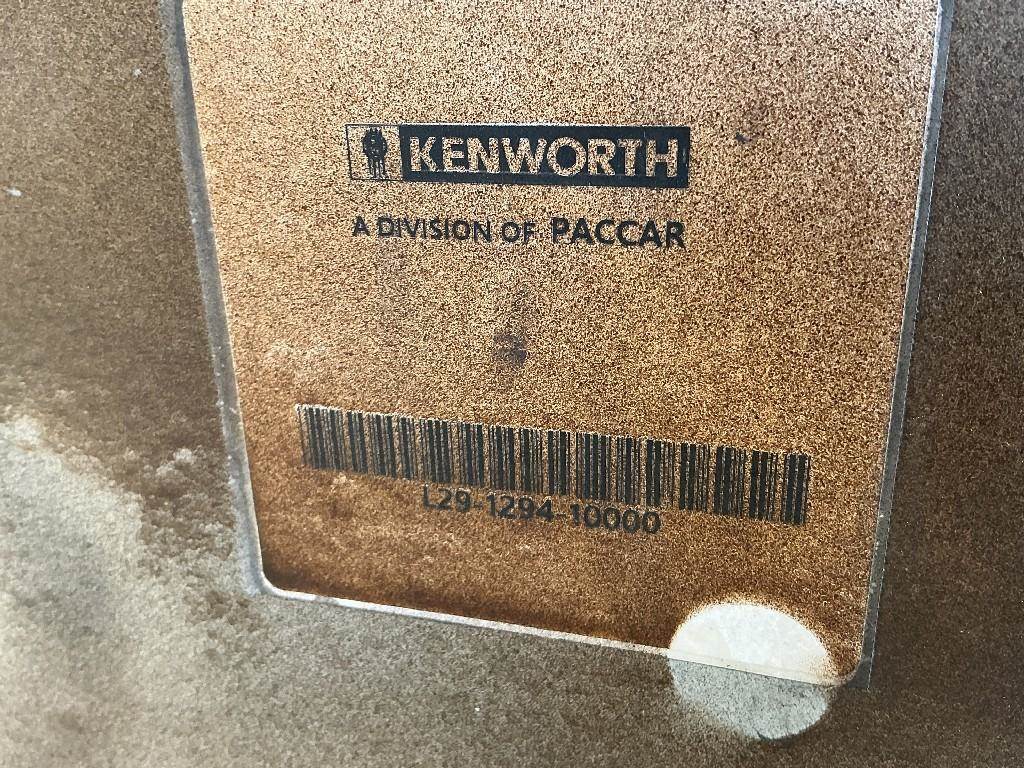 KENWORTH
A DIVISION OF PACCAR
L29-1294-10000